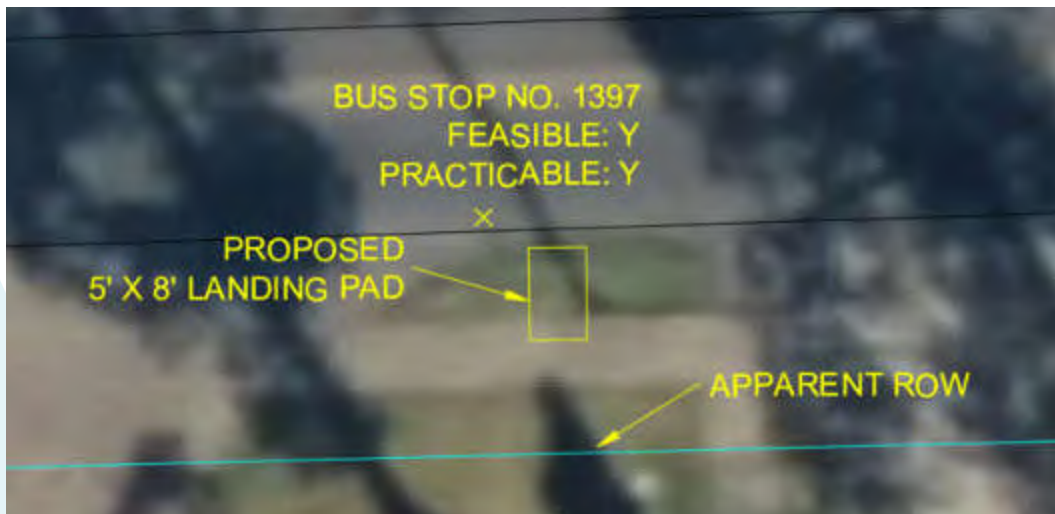 BUS STOP NO. 1397
FEASIBLE: Y
PRACTICABLE: Y
PROPOSED
5' X 8' LANDING PAD
APPARENT ROW